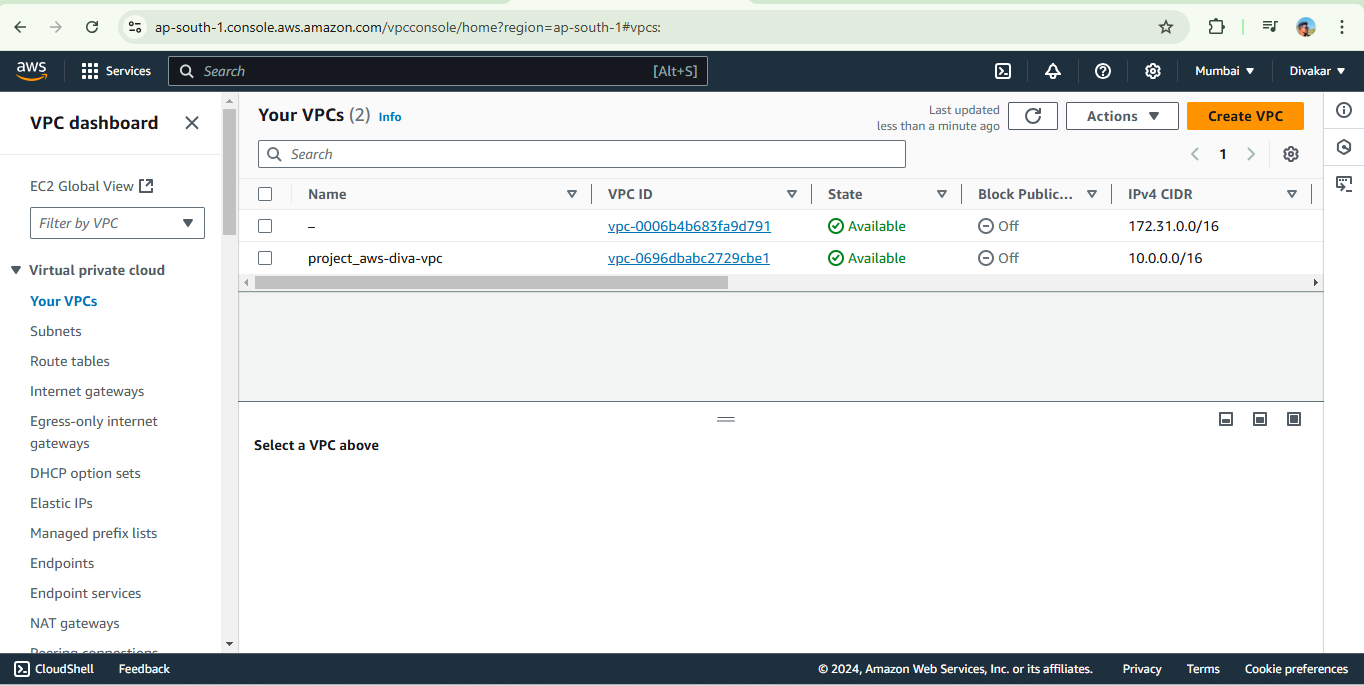 ap-south-1.console.aws.amazon.com/vpcconsole/home?region=ap-south-1#vpcs:
aws Services Search [Alt+S] Mumbai Divakar
VPC dashboard
EC2 Global View
Filter by VPC
Virtual private cloud
Your VPCs
Subnets
Route tables
Internet gateways
Egress-only internet
gateways
DHCP option sets
Elastic IPs
Managed prefix lists
Endpoints
Endpoint services
NAT gateways
Peering connections
Your VPCs (2) Info
Last updated
less than a minute ago
Actions
Create VPC
Search
1
Name VPC ID State Block Public... IPv4 CIDR
– vpc-0006b4b683fa9d791 Available Off 172.31.0.0/16
project_aws-diva-vpc vpc-0696dbabc2729cbe1 Available Off 10.0.0.0/16
Select a VPC above
CloudShell Feedback © 2024, Amazon Web Services, Inc. or its affiliates. Privacy Terms Cookie preferences